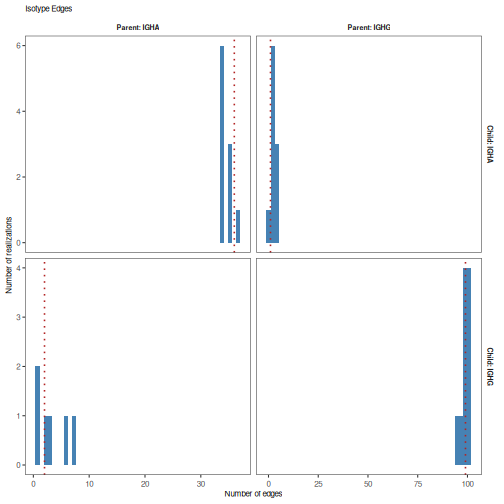 Isotype Edges
Parent: IGHA
Parent: IGHG
6
4
2
0
Child: IGHA
Number of realizations
4
3
2
1
0
Child: IGHG
0
10
20
30
0
25
50
75
100
Number of edges